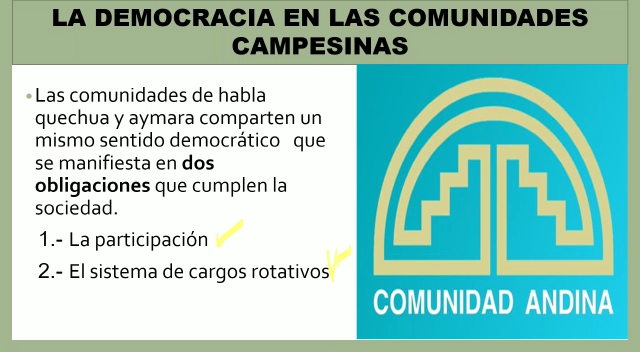 LA DEMOCRACIA EN LAS COMUNIDADES
CAMPESINAS
•Las comunidades de habla
quechua y aymara comparten un
mismo sentido democrático que
se manifiesta en dos
obligaciones que cumplen la
sociedad.
1.- La participación
2.- El sistema de cargos rotativos
COMUNIDAD ANDINA